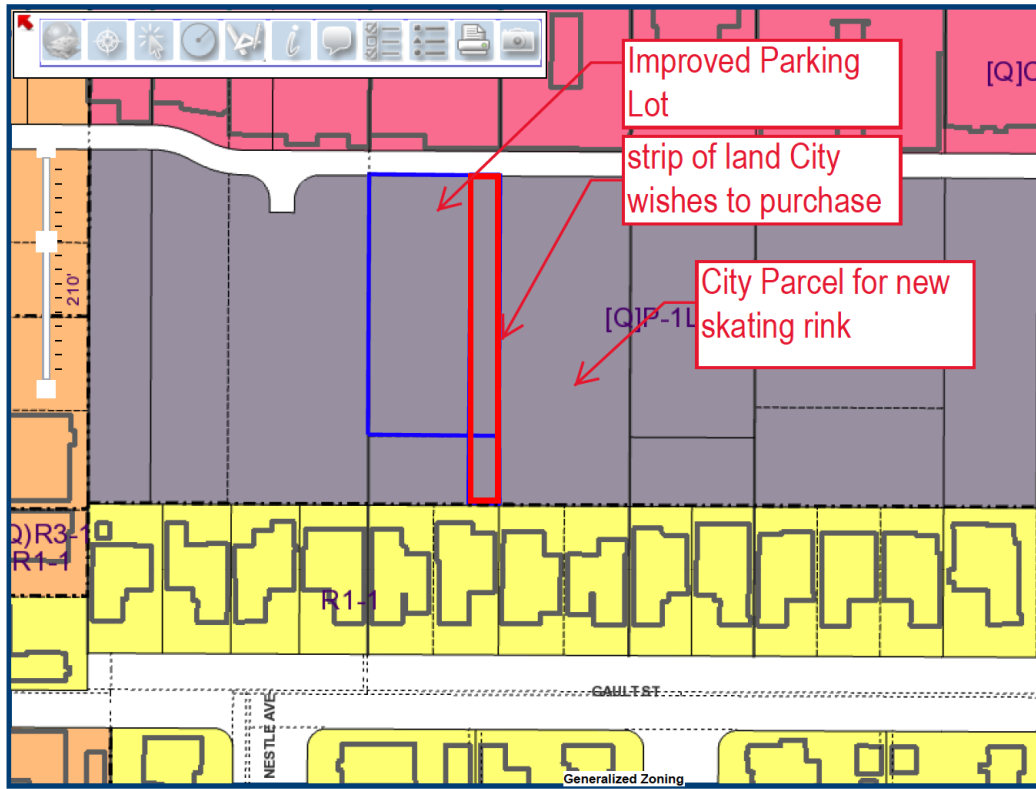 Improved Parking
Lot
[Q]C
strip of land City
wishes to purchase
210'
City Parcel for new
skating rink
[Q]P-1L
Q)R3-1
R1-1
R1-1
GAULT ST
NESTLE AVE
Generalized Zoning